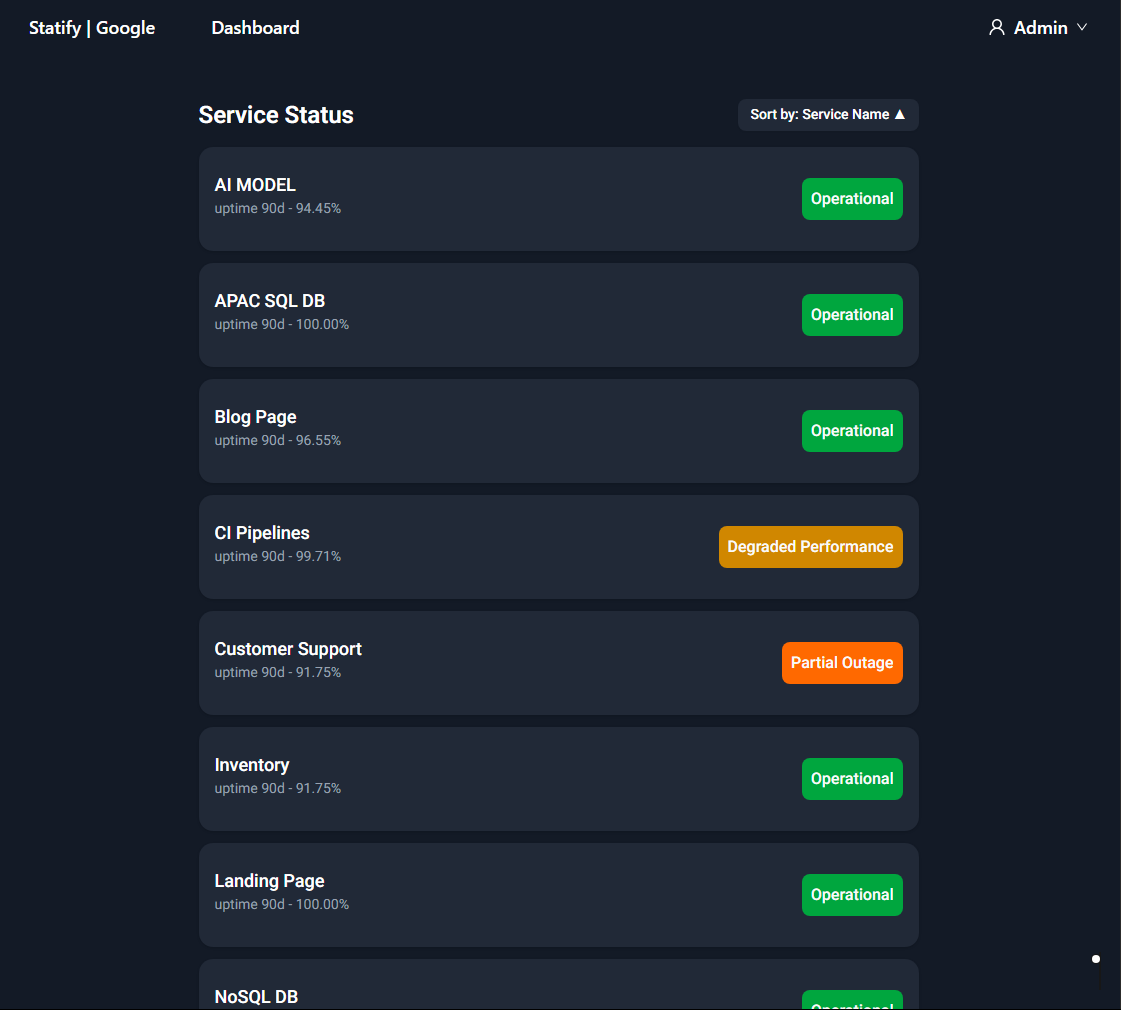 Statify | Google Dashboard Admin
Service Status Sort by: Service Name ▲
AI MODEL
uptime 90d - 94.45%
Operational
APAC SQL DB
uptime 90d - 100.00%
Operational
Blog Page
uptime 90d - 96.55%
Operational
CI Pipelines
uptime 90d - 99.71%
Degraded Performance
Customer Support
uptime 90d - 91.75%
Partial Outage
Inventory
uptime 90d - 91.75%
Operational
Landing Page
uptime 90d - 100.00%
Operational
NoSQL DB
Operational